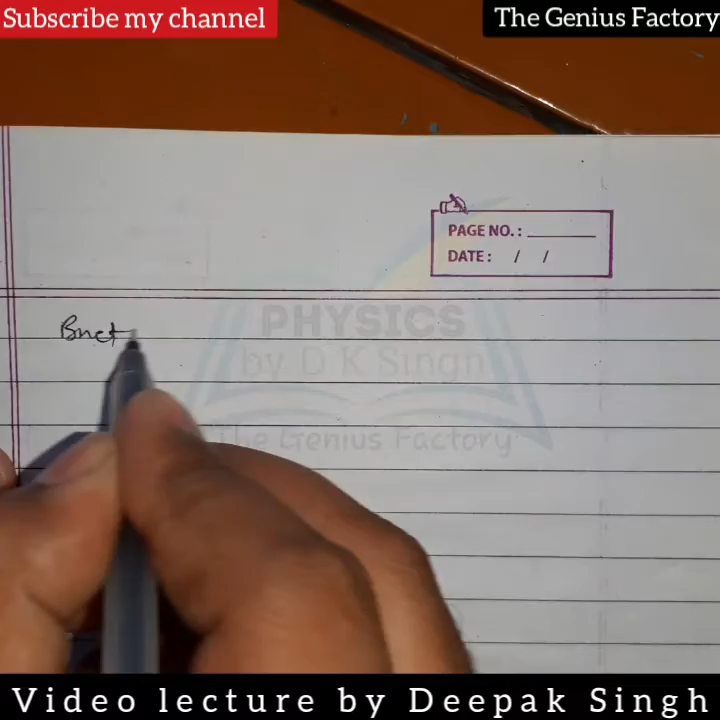 Subscribe my channel
The Genius Factory
PAGE NO. :
DATE : / /
Bnet
PHYSICS
by D K Singh
The Genius Factory
Video lecture by Deepak Singh